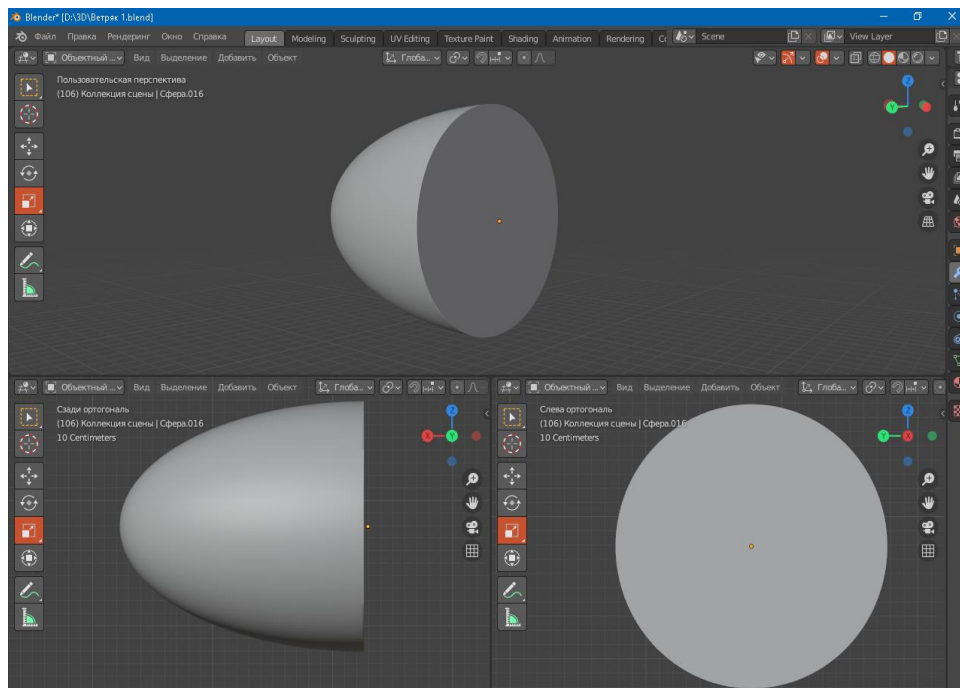 Blender* [D:\3D\Ветряк 1.blend]
Файл Правка Рендеринг Окно Справка Layout Modeling Sculpting UV Editing Texture Paint Shading Animation Rendering Scene View Layer
Объектный ... Вид Выделение Добавить Объект Глоба...
Пользовательская перспектива
(106) Коллекция сцены | Сфера.016
Z
Y
Объектный ... Вид Выделение Добавить Объект Глоба...
Сзади ортогональ
(106) Коллекция сцены | Сфера.016
10 Centimeters
Z
X Y
Объектный ... Вид Выделение Добавить Объект Глоба...
Слева ортогональ
(106) Коллекция сцены | Сфера.016
10 Centimeters
Z
Y X